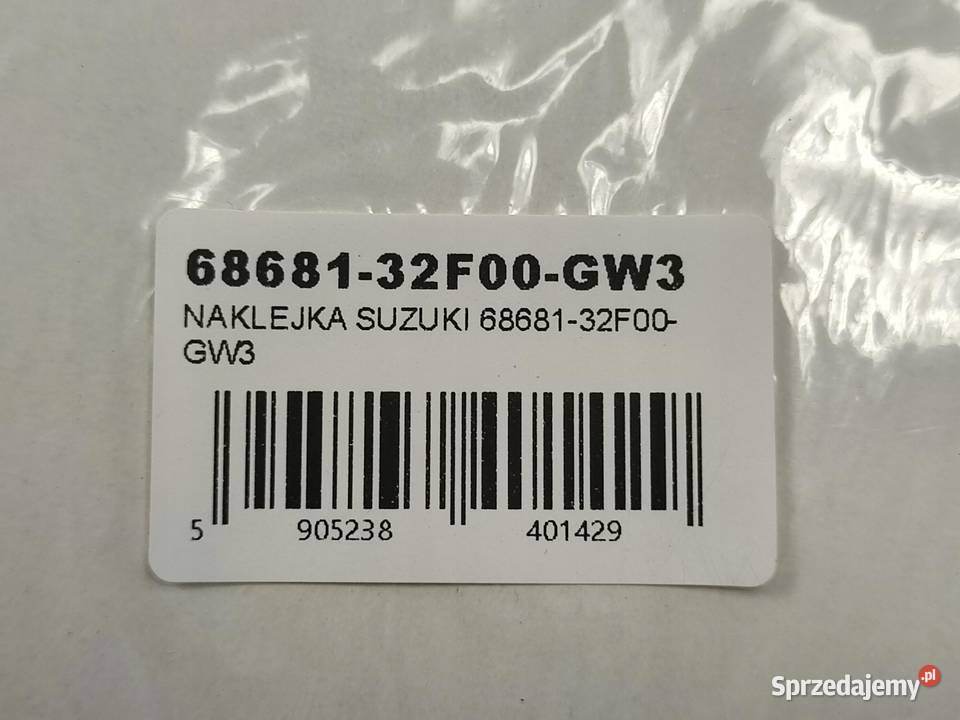 68681-32F00-GW3
NAKLEJKA SUZUKI 68681-32F00-
GW3
5 905238 401429
Sprzedajemy.pl